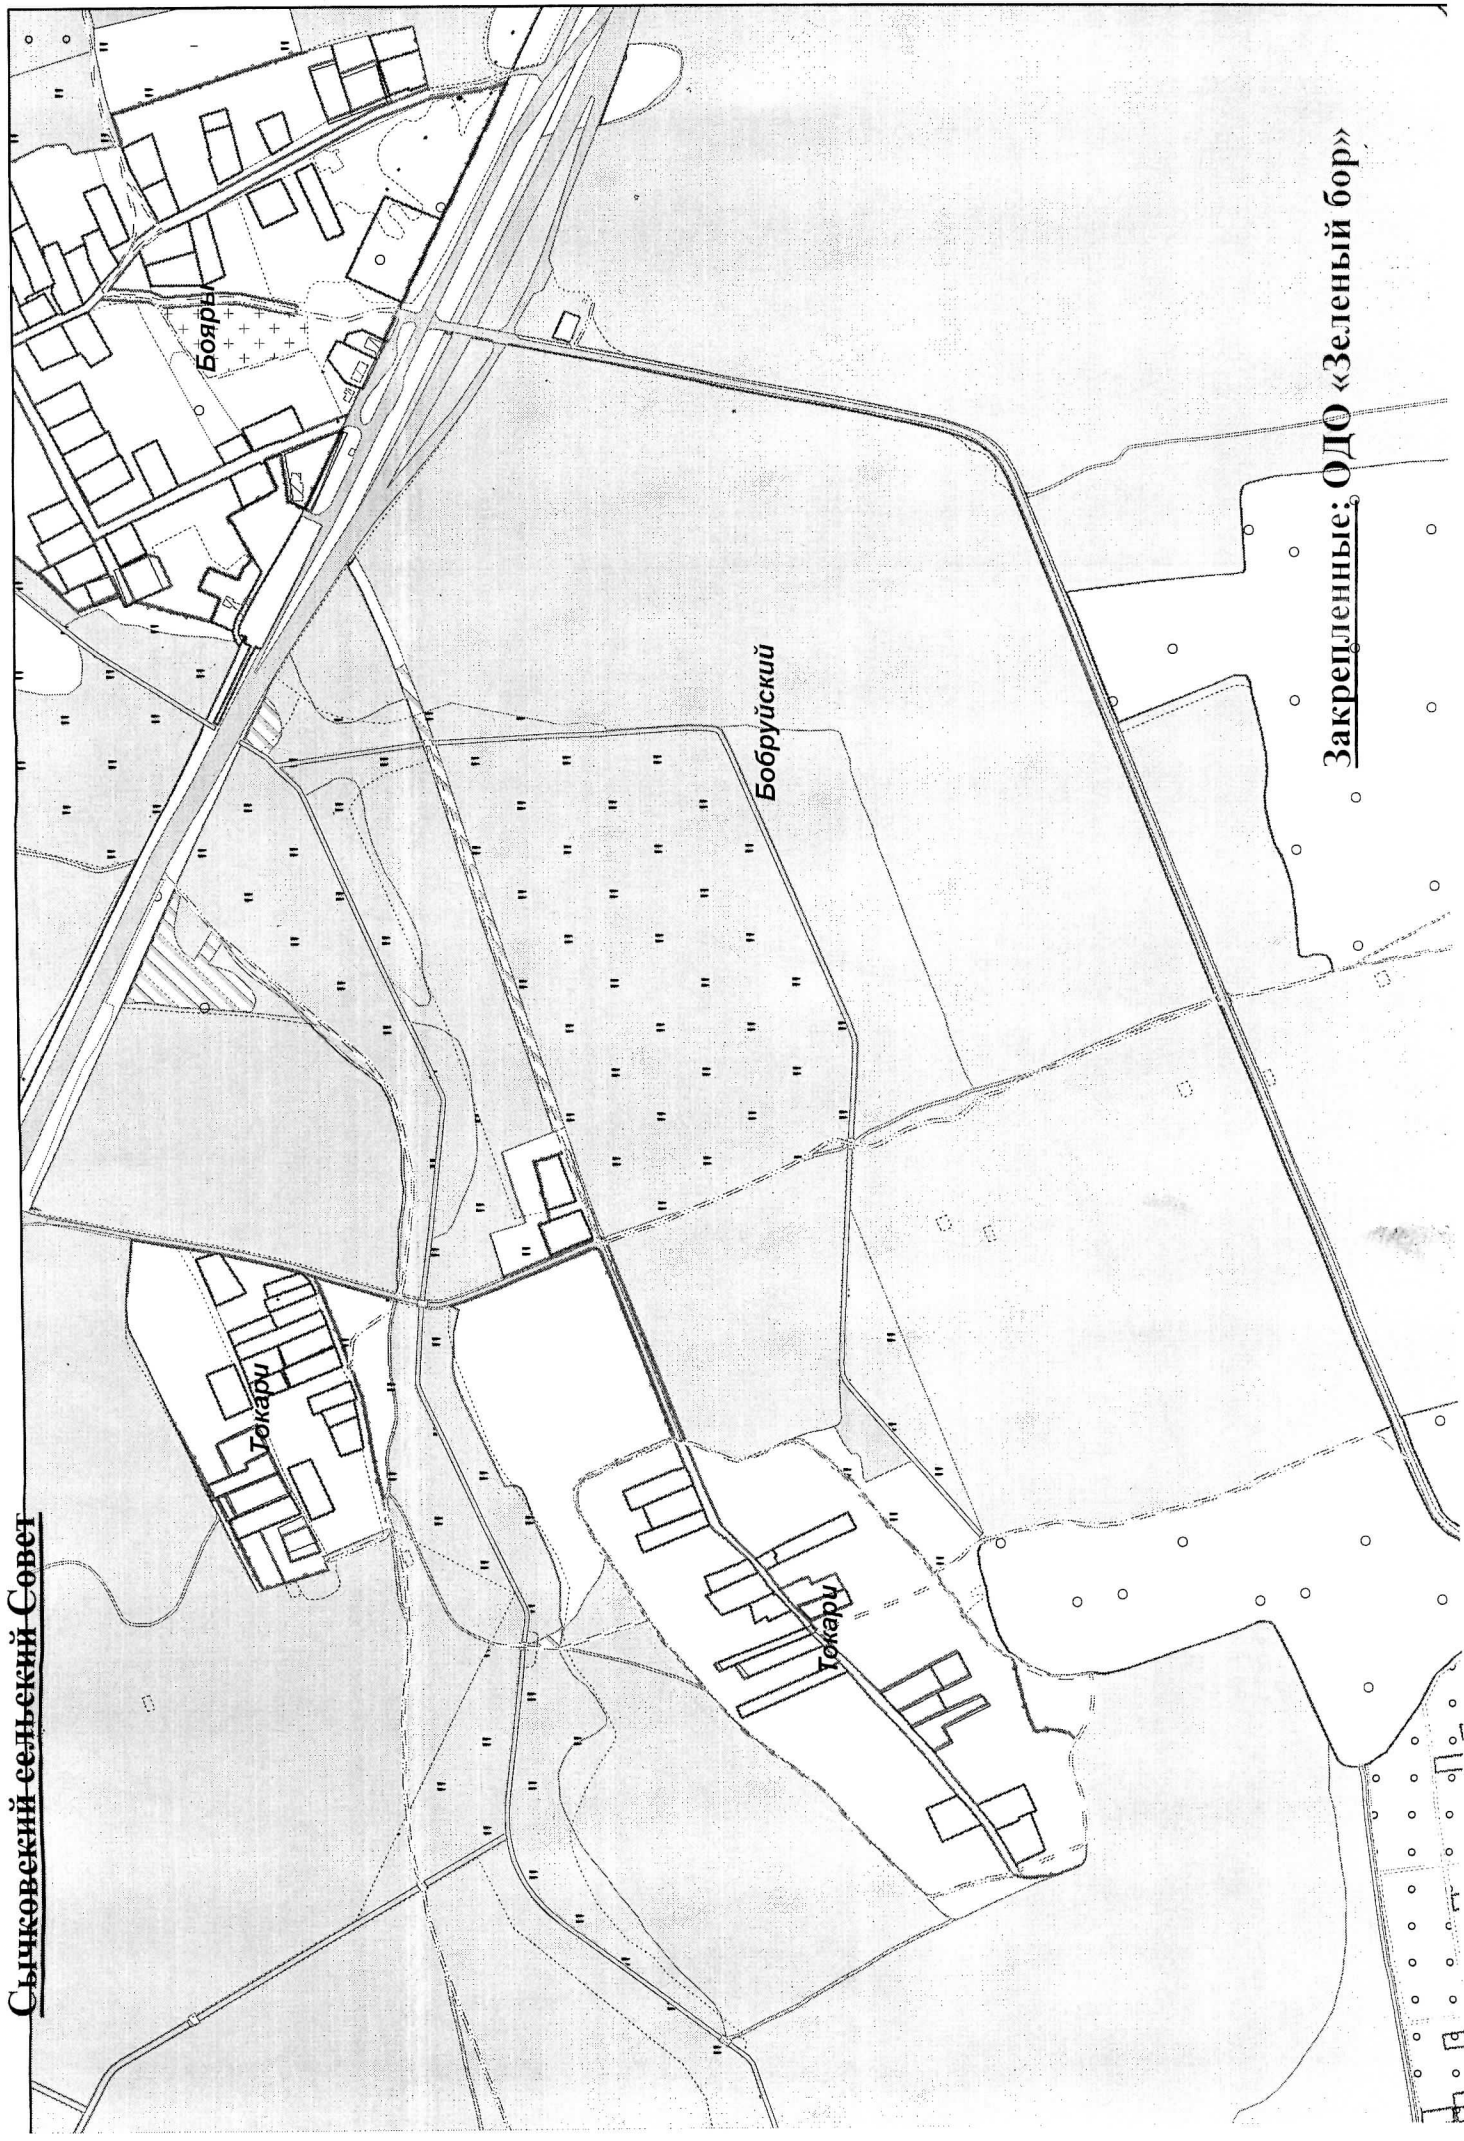 Сычковский сельский Совет
Токари
Бояры
Бобруйский
Токари
Закрепленные: ОДО «Зеленый бор»